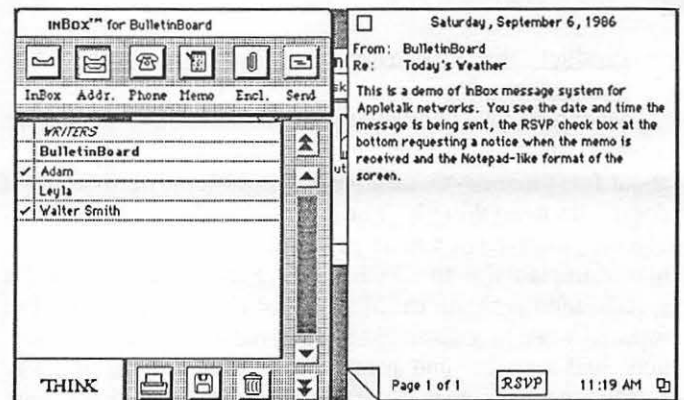 INBOX™ for BulletinBoard
InBox Addr. Phone Memo Encl. Send
WRITERS
BulletinBoard
✓ Adam
Leyla
✓ Walter Smith
THINK
Saturday, September 6, 1986
From: BulletinBoard
Re: Today's Weather
This is a demo of InBox message system for
Appletalk networks. You see the date and time the
message is being sent, the RSVP check box at the
bottom requesting a notice when the memo is
received and the Notepad-like format of the
screen.
Page 1 of 1 RSVP 11:19 AM